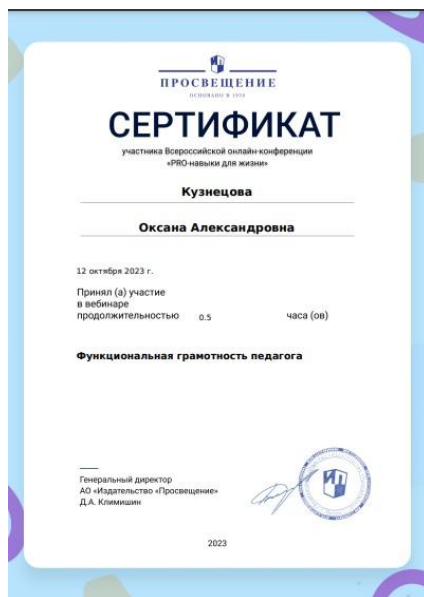 ПРОСВЕЩЕНИЕ
ОСНОВАНО В 1930
СЕРТИФИКАТ
участника Всероссийской онлайн-конференции
«PRO-навыки для жизни»
Кузнецова
Оксана Александровна
12 октября 2023 г.
Принял (а) участие
в вебинаре
продолжительностью 0.5 часа (ов)
Функциональная грамотность педагога
Генеральный директор
АО «Издательство «Просвещение»
Д.А. Климишин
2023